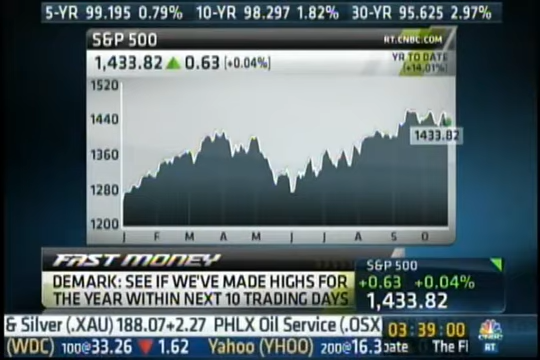 5-YR 99.195 0.79% 10-YR 98.297 1.82% 30-YR 95.625 2.97%
S&P 500
RT.CNBC.COM
1,433.82 ▲ 0.63 (+0.04%)
YR TO DATE
(+14.01%)
1520
1440
1360
1280
1200
1433.82
J F M A M J J A S O
FAST MONEY
DEMARK: SEE IF WE'VE MADE HIGHS FOR
THE YEAR WITHIN NEXT 10 TRADING DAYS
S&P 500
+0.63 +0.04%
1,433.82
& Silver (.XAU) 188.07+2.27 PHLX Oil Service (.OSX
03:39:00
CNBC
RT
(WDC) 100@33.26 ▼ 1.62 Yahoo (YHOO) 200@16.3
bate The Fi